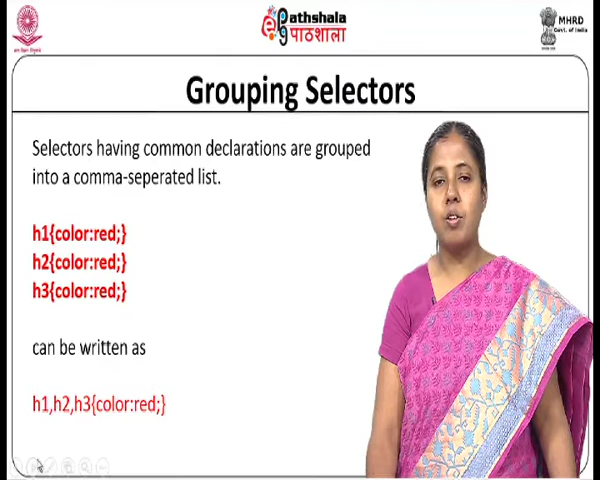 Pathshala
पाठशाला
MHRD
Govt. of India
Grouping Selectors
Selectors having common declarations are grouped
into a comma-seperated list.
h1{color:red;}
h2{color:red;}
h3{color:red;}
can be written as
h1,h2,h3{color:red;}